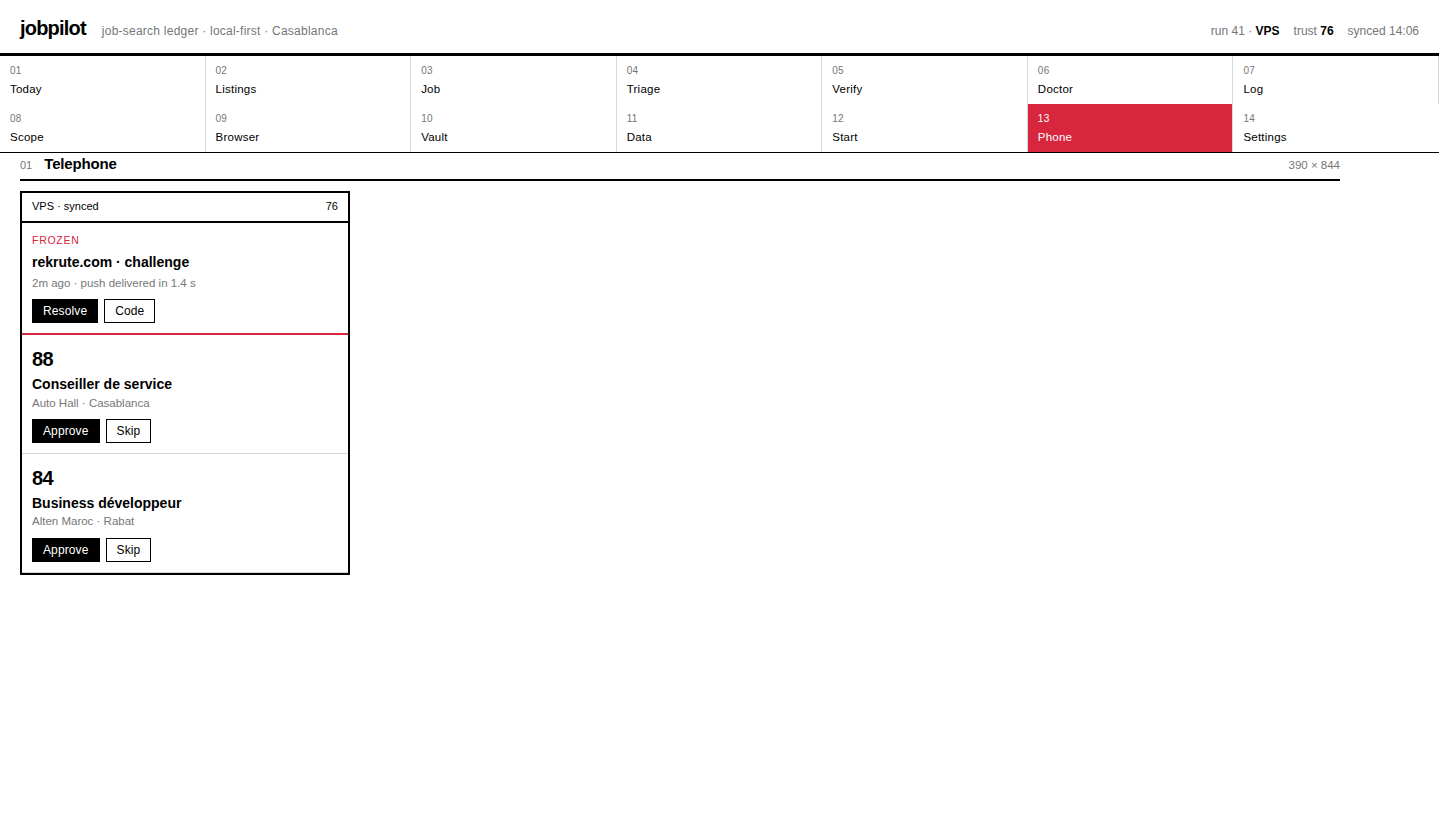 jobpilot job-search ledger · local-first · Casablanca run 41 · VPS trust 76 synced 14:06
01 02 03 04 05 06 07
Today Listings Job Triage Verify Doctor Log
08 09 10 11 12 13 14
Scope Browser Vault Data Start Phone Settings
01 Telephone 390 × 844
VPS · synced 76
FROZEN
rekrute.com · challenge
2m ago · push delivered in 1.4 s
Resolve Code
88
Conseiller de service
Auto Hall · Casablanca
Approve Skip
84
Business développeur
Alten Maroc · Rabat
Approve Skip